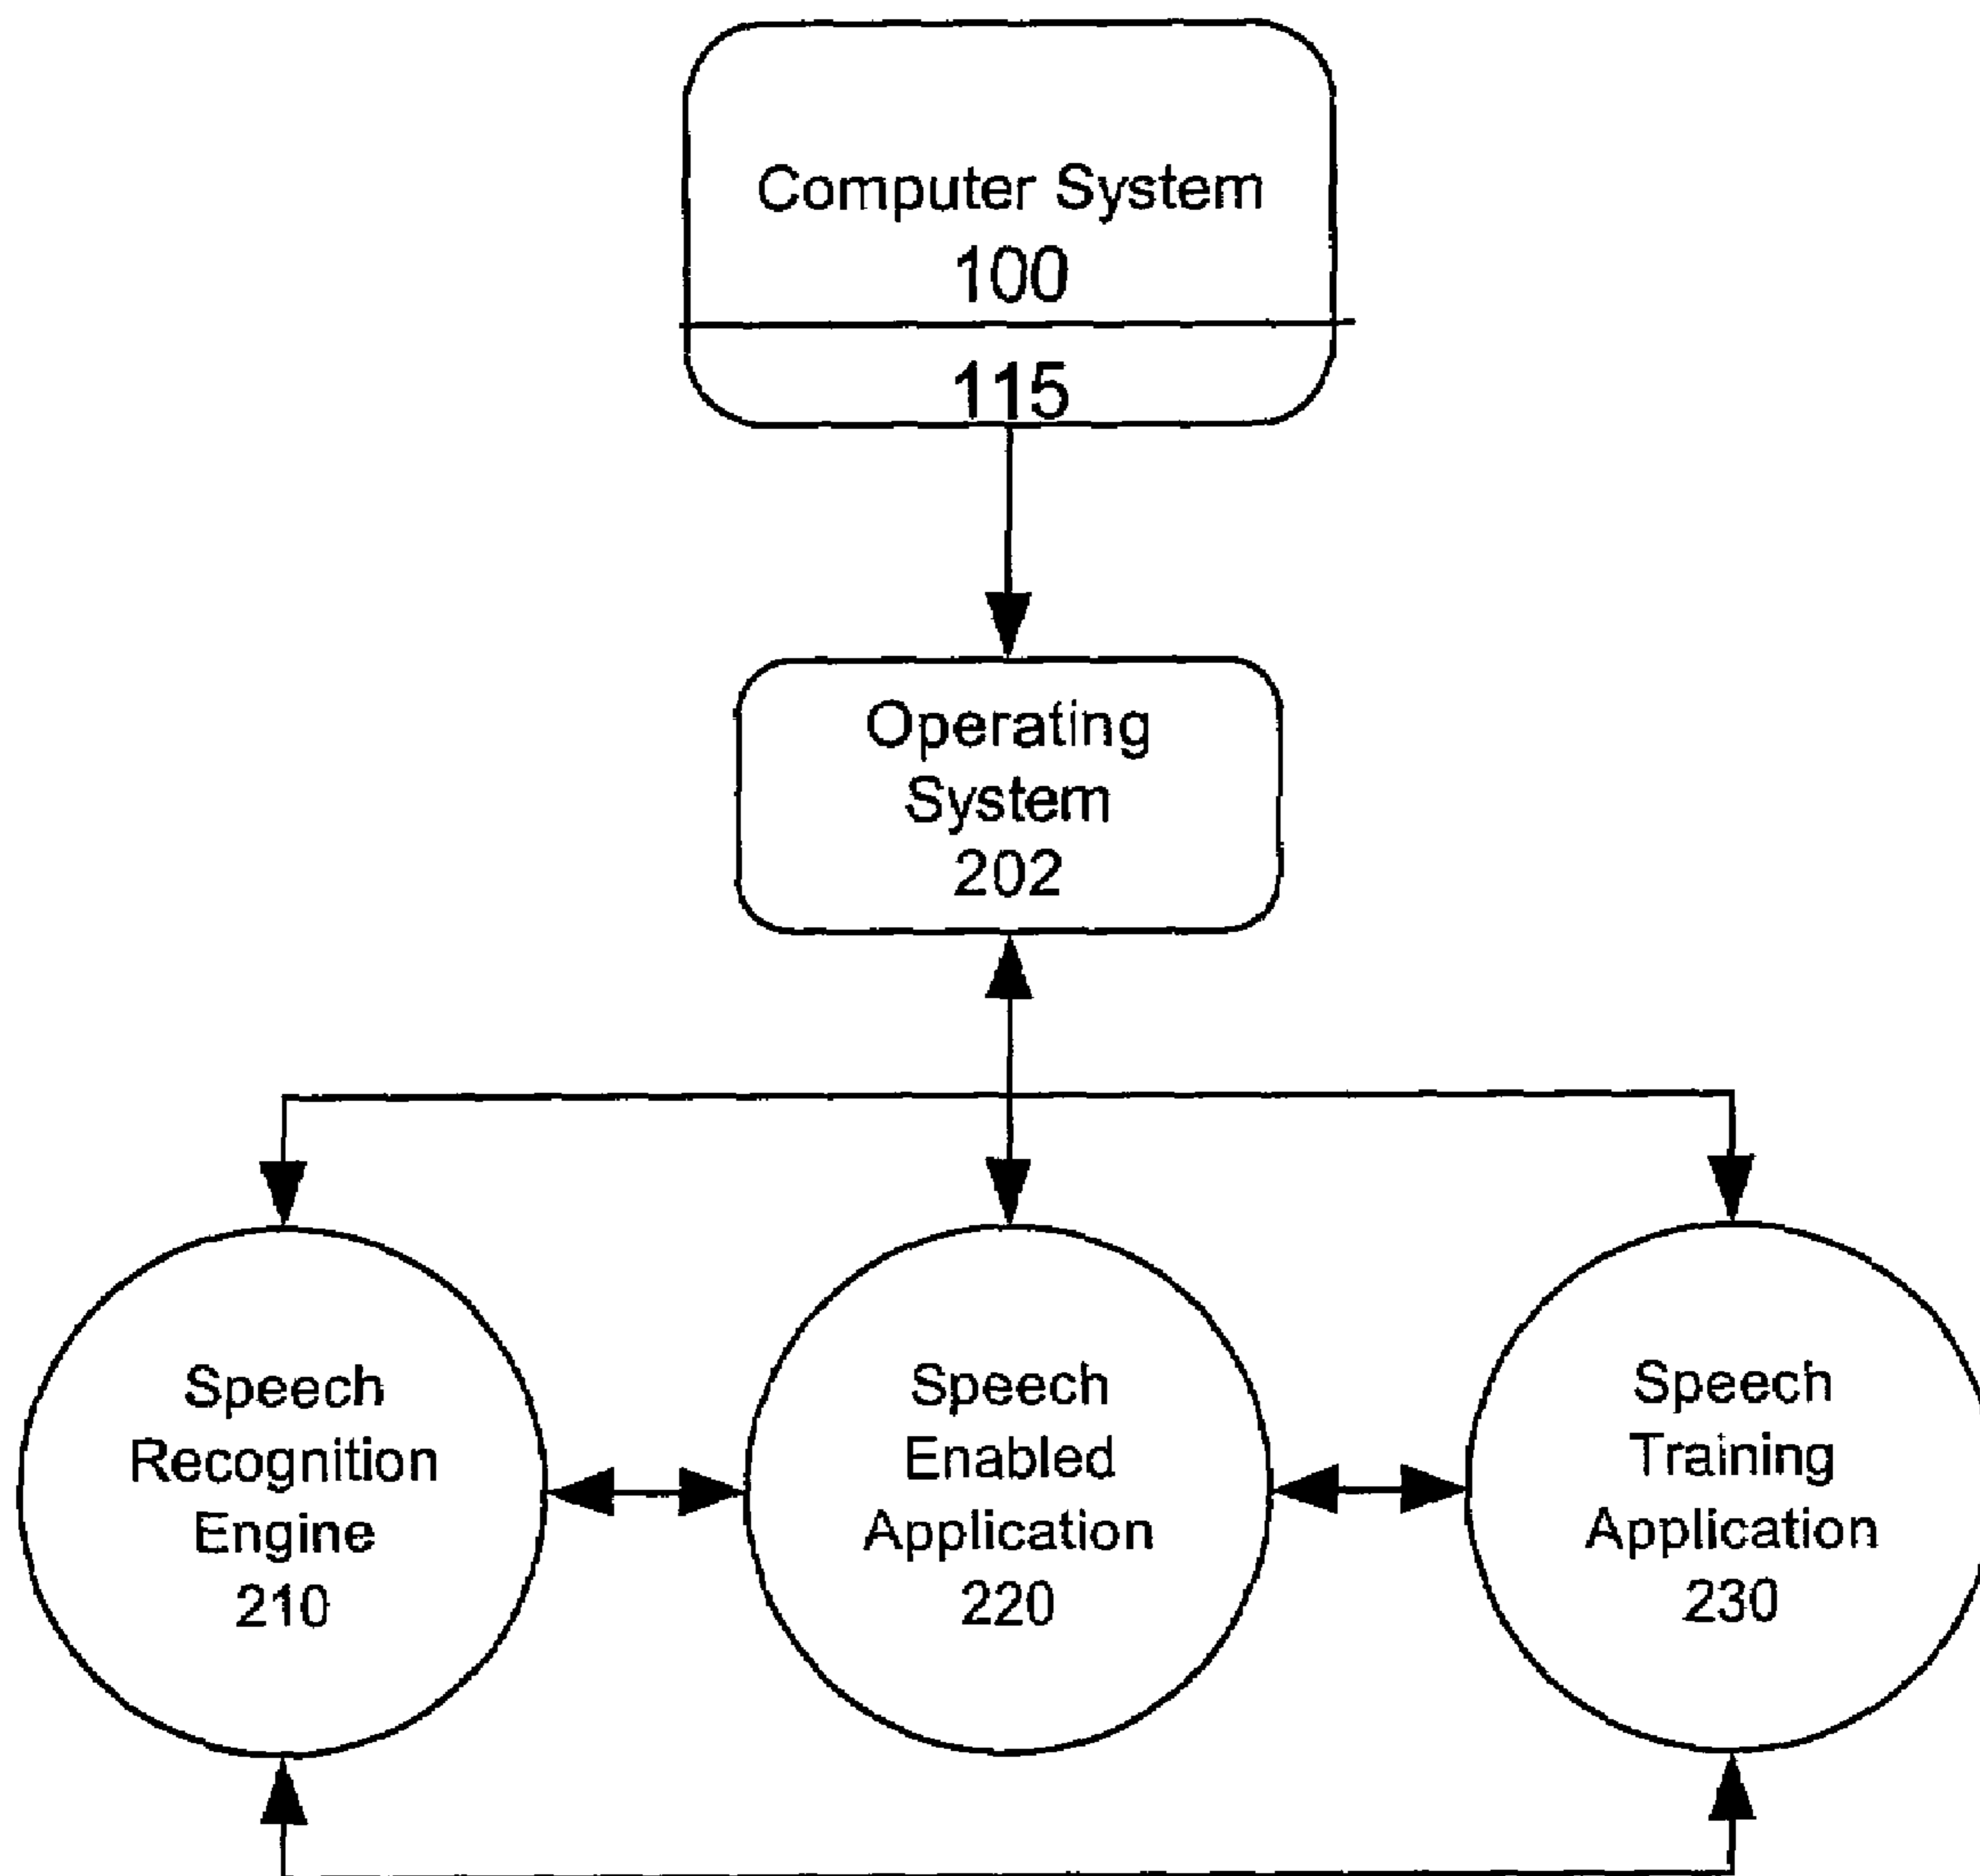 Computer System
100
115
Operating
System
202
Speech
Recognition
Engine
210
Speech
Enabled
Application
220
Speech
Training
Application
230